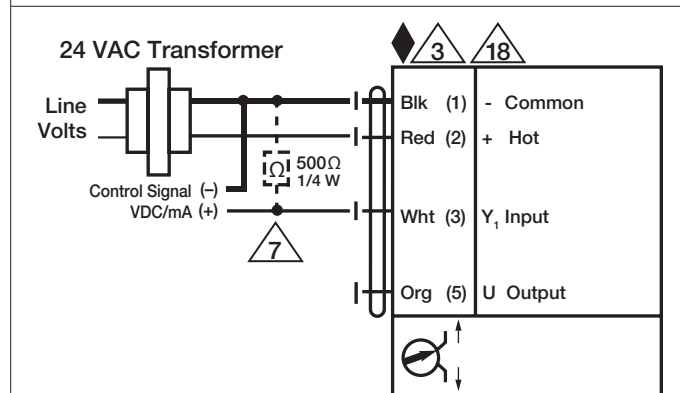 24 VAC Transformer
3
18
Line
Volts
Blk (1) - Common
Red (2) + Hot
Ω
500Ω
1/4 W
Control Signal (–)
VDC/mA (+)
Wht (3) Y₁ Input
7
Org (5) U Output